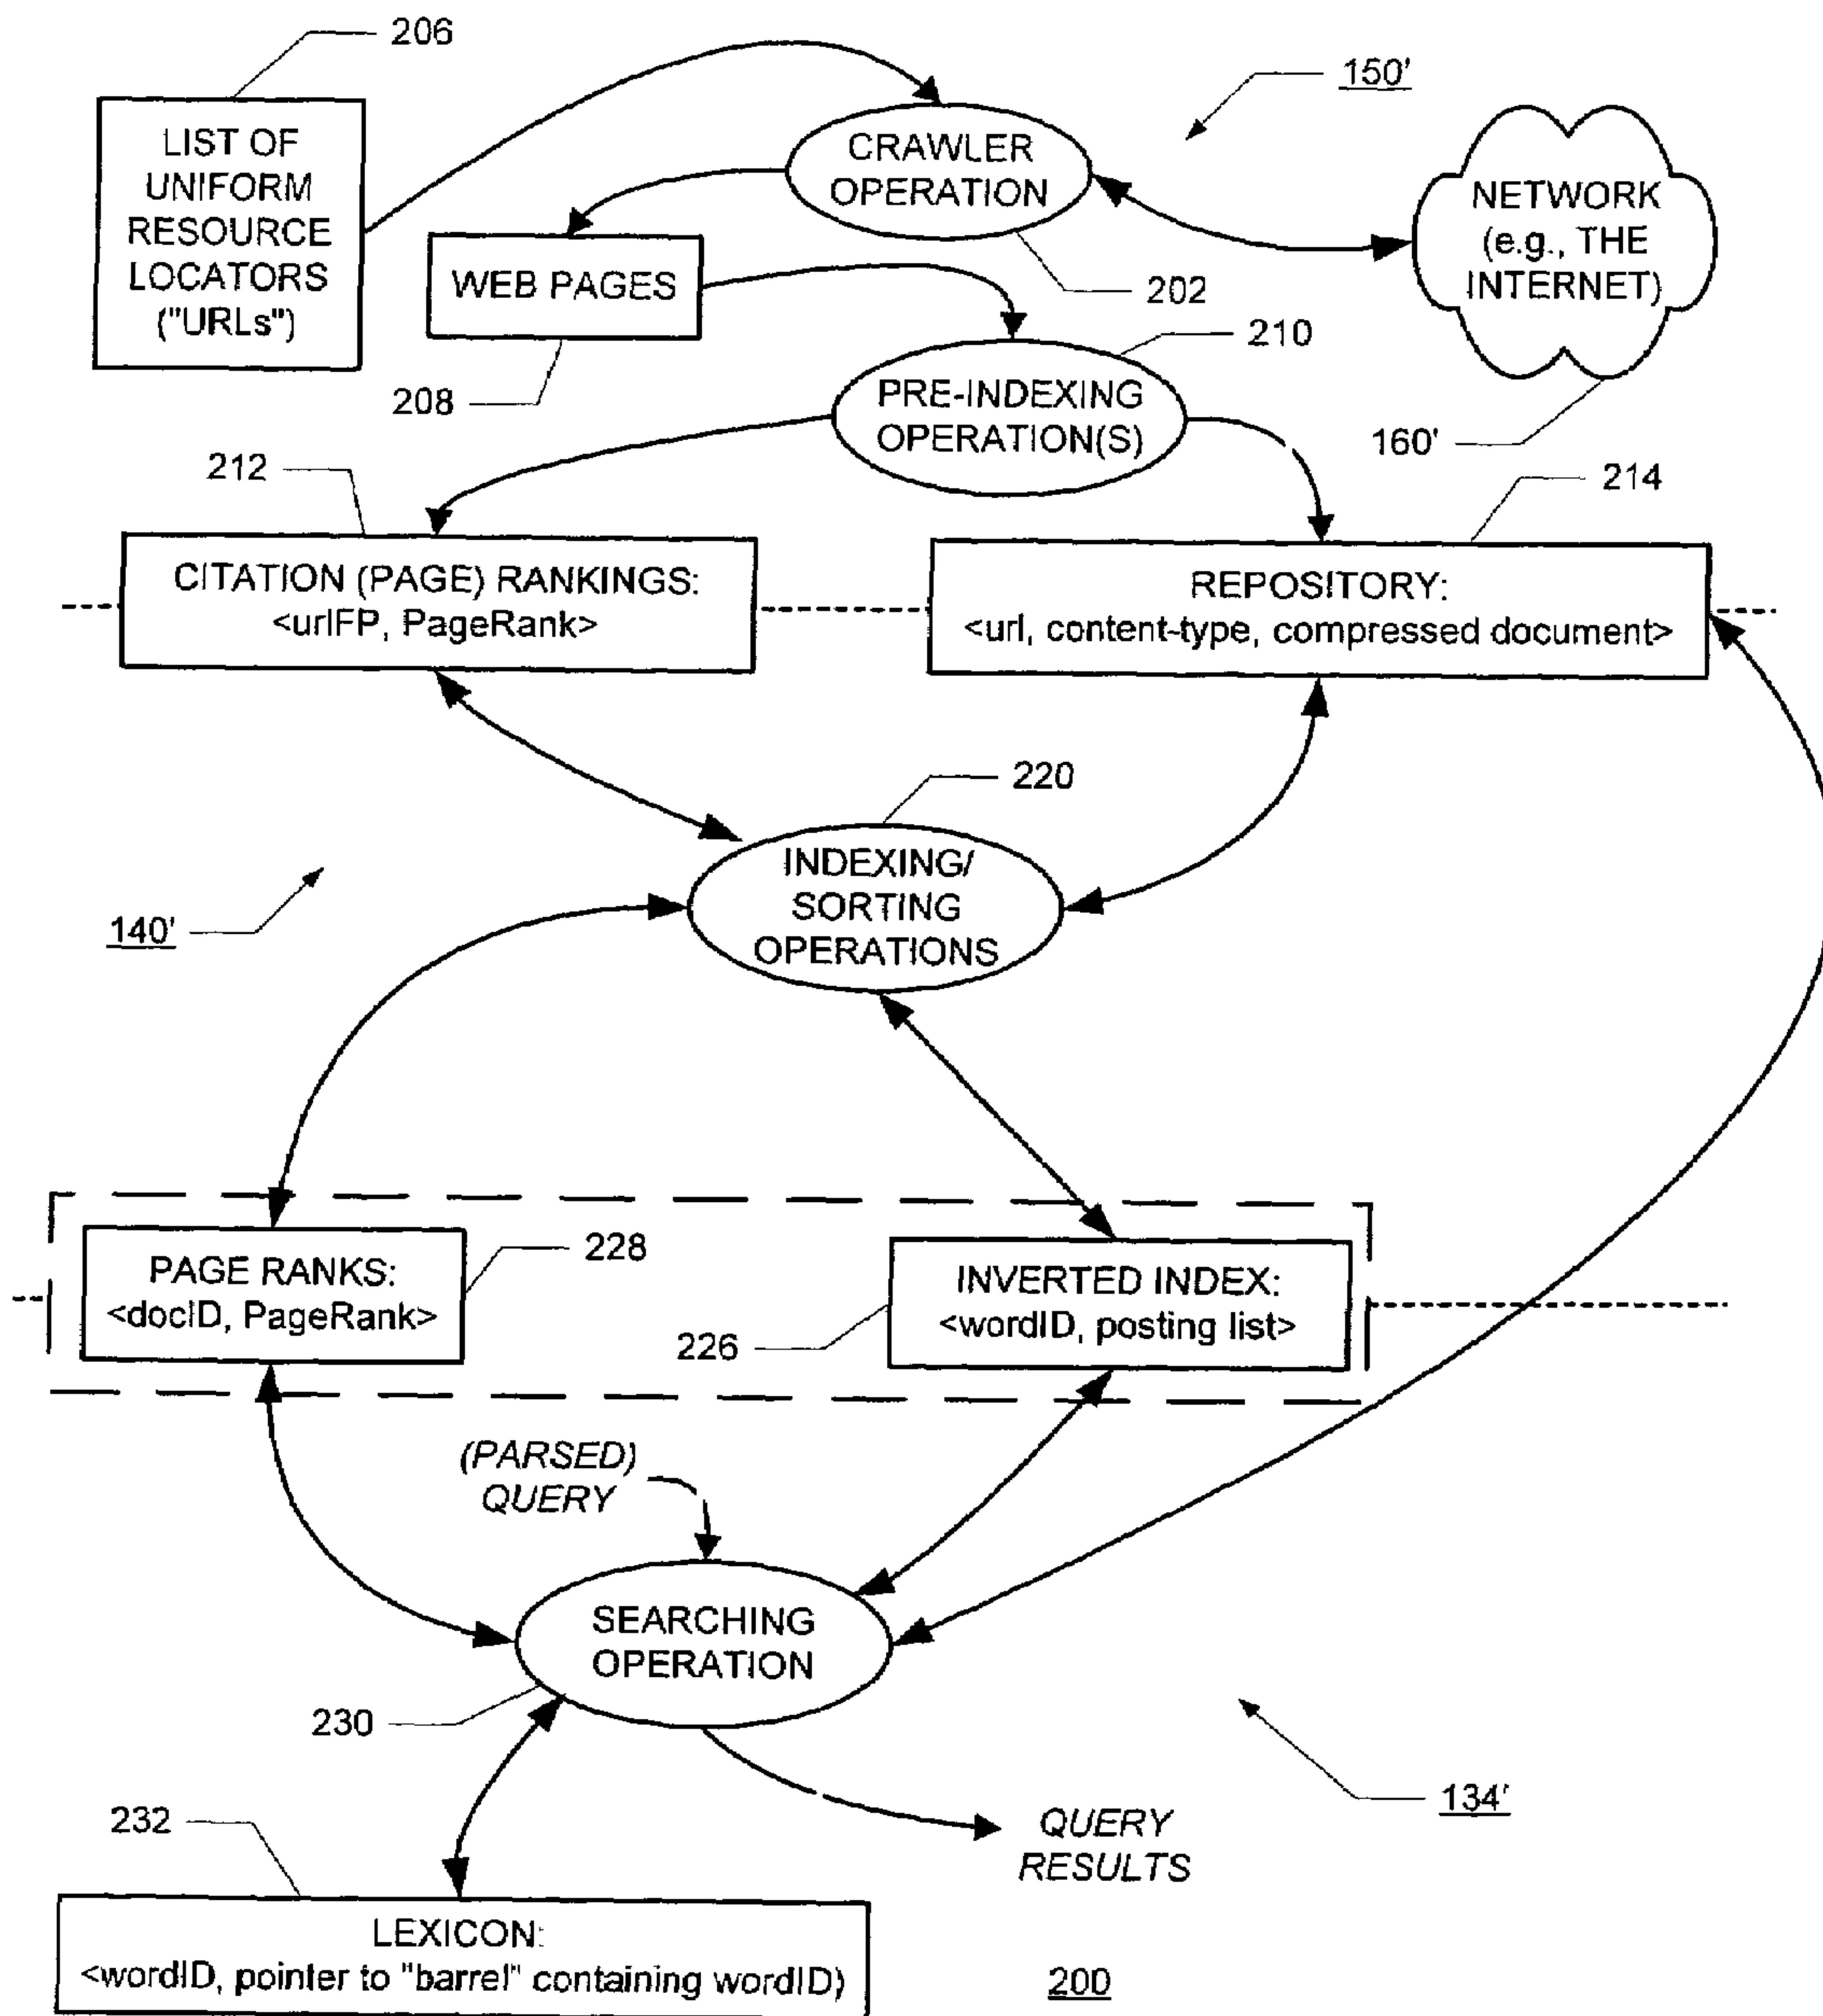 206
150'
LIST OF
UNIFORM
RESOURCE
LOCATORS
("URLs")
CRAWLER
OPERATION
NETWORK
(e.g., THE
INTERNET)
WEB PAGES
202
210
208
PRE-INDEXING
OPERATION(S)
160'
212
214
CITATION (PAGE) RANKINGS:
<urlFP, PageRank>
REPOSITORY:
<url, content-type, compressed document>
220
INDEXING/
SORTING
OPERATIONS
140'
228
PAGE RANKS:
<docID, PageRank>
INVERTED INDEX:
<wordID, posting list>
226
(PARSED)
QUERY
SEARCHING
OPERATION
230
134'
232
QUERY
RESULTS
LEXICON:
<wordID, pointer to "barrel" containing wordID)
200